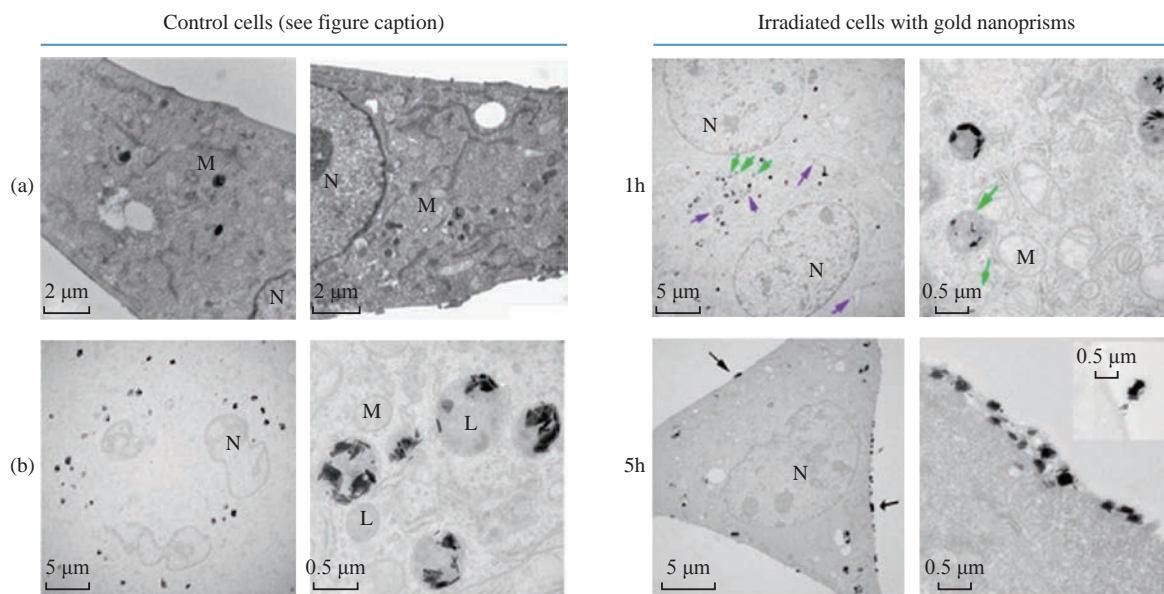 Control cells (see figure caption)
Irradiated cells with gold nanoprisms
(a)
M
N
2 μm
N
M
2 μm
1h
N
N
5 μm
M
0.5 μm
(b)
N
5 μm
M
L
L
0.5 μm
5h
N
5 μm
0.5 μm
0.5 μm